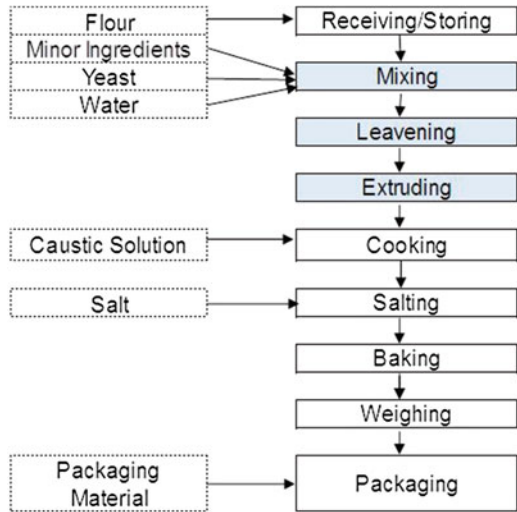 Flour
Receiving/Storing
Minor Ingredients
Yeast
Mixing
Water
Leavening
Extruding
Caustic Solution
Cooking
Salt
Salting
Baking
Weighing
Packaging
Material
Packaging